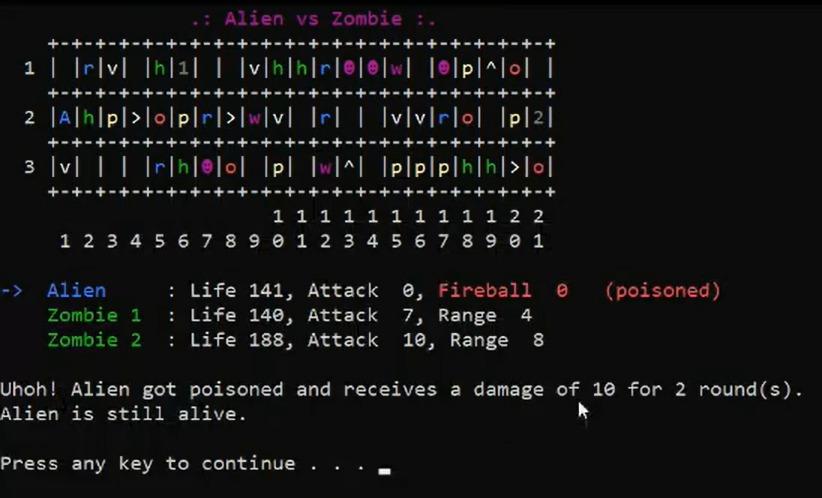 .: Alien vs Zombie :.
+-+-+-+-+-+-+-+-+-+-+-+-+-+-+-+-+-+-+-+-+-+
1 | |r|v| |h|1| | |v|h|h|r|☻|☻|w| |☻|p|^|o| |
+-+-+-+-+-+-+-+-+-+-+-+-+-+-+-+-+-+-+-+-+-+
2 |A|h|p|>|o|p|r|>|w|v| |r| | |v|v|r|o| |p|2|
+-+-+-+-+-+-+-+-+-+-+-+-+-+-+-+-+-+-+-+-+-+
3 |v| | | |r|h|☻|o| |p| |w|^| |p|p|p|h|h|>|o|
+-+-+-+-+-+-+-+-+-+-+-+-+-+-+-+-+-+-+-+-+-+
1 1 1 1 1 1 1 1 1 1 2 2
1 2 3 4 5 6 7 8 9 0 1 2 3 4 5 6 7 8 9 0 1
-> Alien : Life 141, Attack 0, Fireball 0 (poisoned)
Zombie 1 : Life 140, Attack 7, Range 4
Zombie 2 : Life 188, Attack 10, Range 8
Uhoh! Alien got poisoned and receives a damage of 10 for 2 round(s).
Alien is still alive.
Press any key to continue . . .